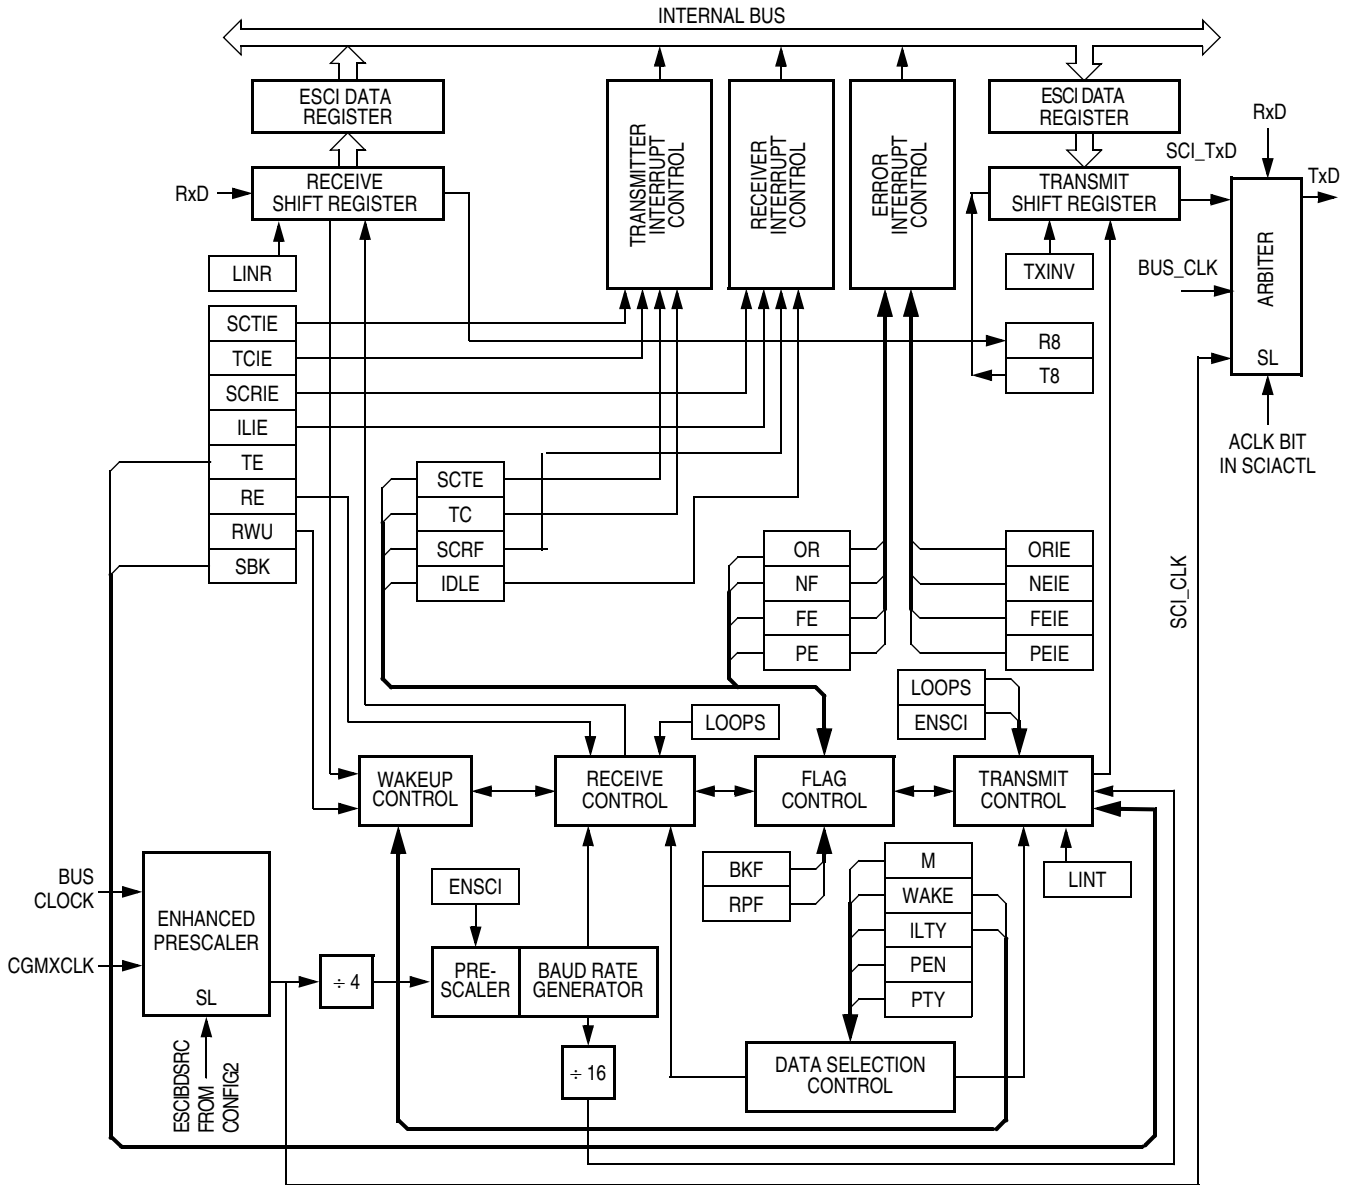 INTERNAL BUS
ESCI DATA
REGISTER
RxD
RECEIVE
SHIFT REGISTER
LINR
TRANSMITTER
INTERRUPT
CONTROL
RECEIVER
INTERRUPT
CONTROL
ERROR
INTERRUPT
CONTROL
ESCI DATA
REGISTER
TRANSMIT
SHIFT REGISTER
TXINV
SCI_TxD
RxD
TxD
BUS_CLK
ARBITER
SL
ACLK BIT
IN SCIACTL
R8
T8
SCTIE
TCIE
SCRIE
ILIE
TE
RE
RWU
SBK
SCTE
TC
SCRF
IDLE
OR
NF
FE
PE
ORIE
NEIE
FEIE
PEIE
SCI_CLK
LOOPS
ENSCI
LOOPS
WAKEUP
CONTROL
RECEIVE
CONTROL
FLAG
CONTROL
TRANSMIT
CONTROL
BKF
RPF
M
WAKE
ILTY
PEN
PTY
LINT
BUS
CLOCK
CGMXCLK
ENHANCED
PRESCALER
SL
ESCIBDSRC
FROM
CONFIG2
÷ 4
ENSCI
PRE-
SCALER
BAUD RATE
GENERATOR
÷ 16
DATA SELECTION
CONTROL